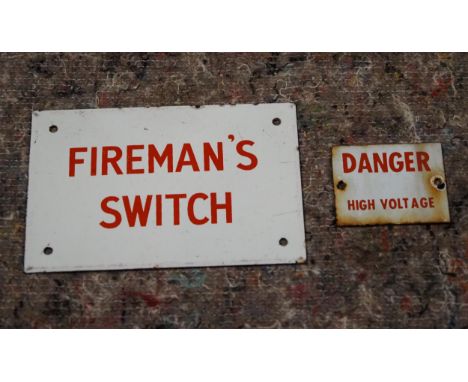 FIREMAN'S
SWITCH
DANGER
HIGH VOLTAGE